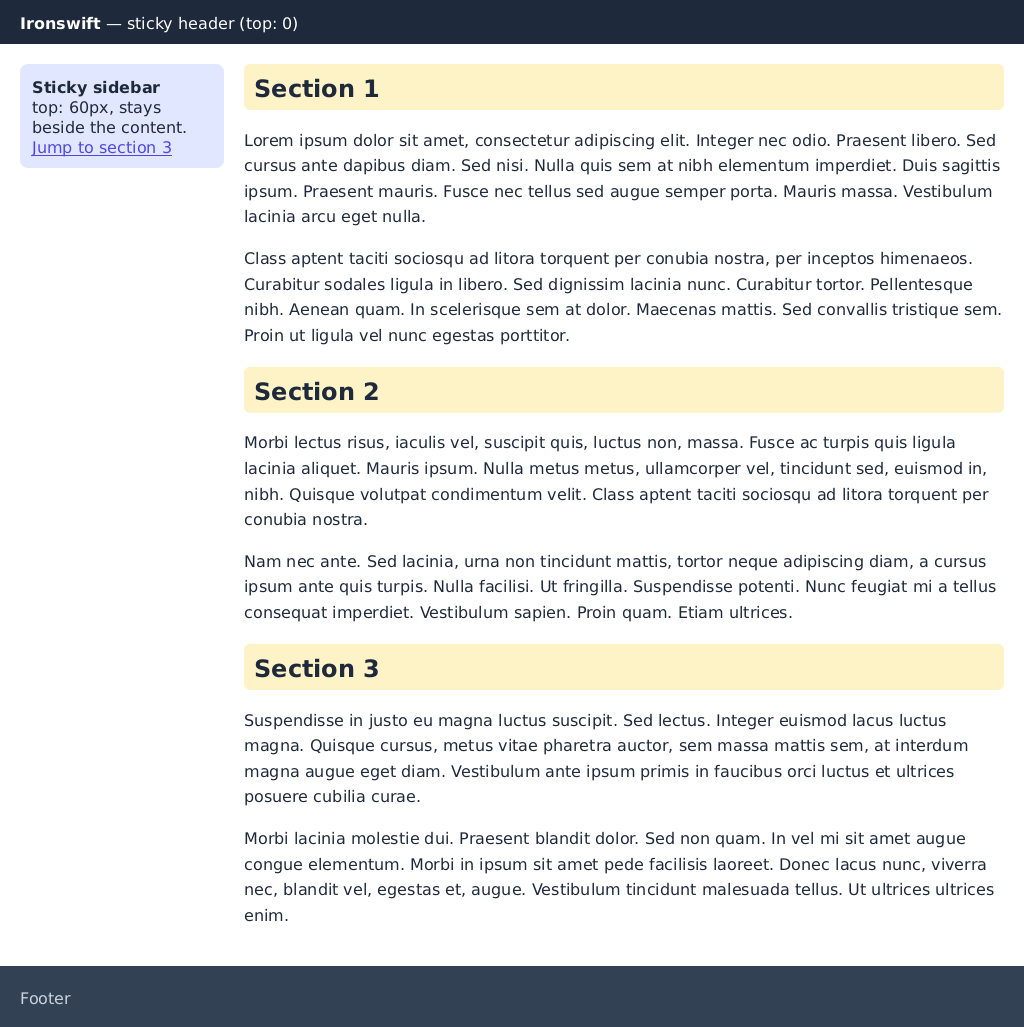 Ironswift — sticky header (top: 0)
Sticky sidebar
top: 60px, stays
beside the content.
Jump to section 3
Section 1
Lorem ipsum dolor sit amet, consectetur adipiscing elit. Integer nec odio. Praesent libero. Sed
cursus ante dapibus diam. Sed nisi. Nulla quis sem at nibh elementum imperdiet. Duis sagittis
ipsum. Praesent mauris. Fusce nec tellus sed augue semper porta. Mauris massa. Vestibulum
lacinia arcu eget nulla.
Class aptent taciti sociosqu ad litora torquent per conubia nostra, per inceptos himenaeos.
Curabitur sodales ligula in libero. Sed dignissim lacinia nunc. Curabitur tortor. Pellentesque
nibh. Aenean quam. In scelerisque sem at dolor. Maecenas mattis. Sed convallis tristique sem.
Proin ut ligula vel nunc egestas porttitor.
Section 2
Morbi lectus risus, iaculis vel, suscipit quis, luctus non, massa. Fusce ac turpis quis ligula
lacinia aliquet. Mauris ipsum. Nulla metus metus, ullamcorper vel, tincidunt sed, euismod in,
nibh. Quisque volutpat condimentum velit. Class aptent taciti sociosqu ad litora torquent per
conubia nostra.
Nam nec ante. Sed lacinia, urna non tincidunt mattis, tortor neque adipiscing diam, a cursus
ipsum ante quis turpis. Nulla facilisi. Ut fringilla. Suspendisse potenti. Nunc feugiat mi a tellus
consequat imperdiet. Vestibulum sapien. Proin quam. Etiam ultrices.
Section 3
Suspendisse in justo eu magna luctus suscipit. Sed lectus. Integer euismod lacus luctus
magna. Quisque cursus, metus vitae pharetra auctor, sem massa mattis sem, at interdum
magna augue eget diam. Vestibulum ante ipsum primis in faucibus orci luctus et ultrices
posuere cubilia curae.
Morbi lacinia molestie dui. Praesent blandit dolor. Sed non quam. In vel mi sit amet augue
congue elementum. Morbi in ipsum sit amet pede facilisis laoreet. Donec lacus nunc, viverra
nec, blandit vel, egestas et, augue. Vestibulum tincidunt malesuada tellus. Ut ultrices ultrices
enim.
Footer